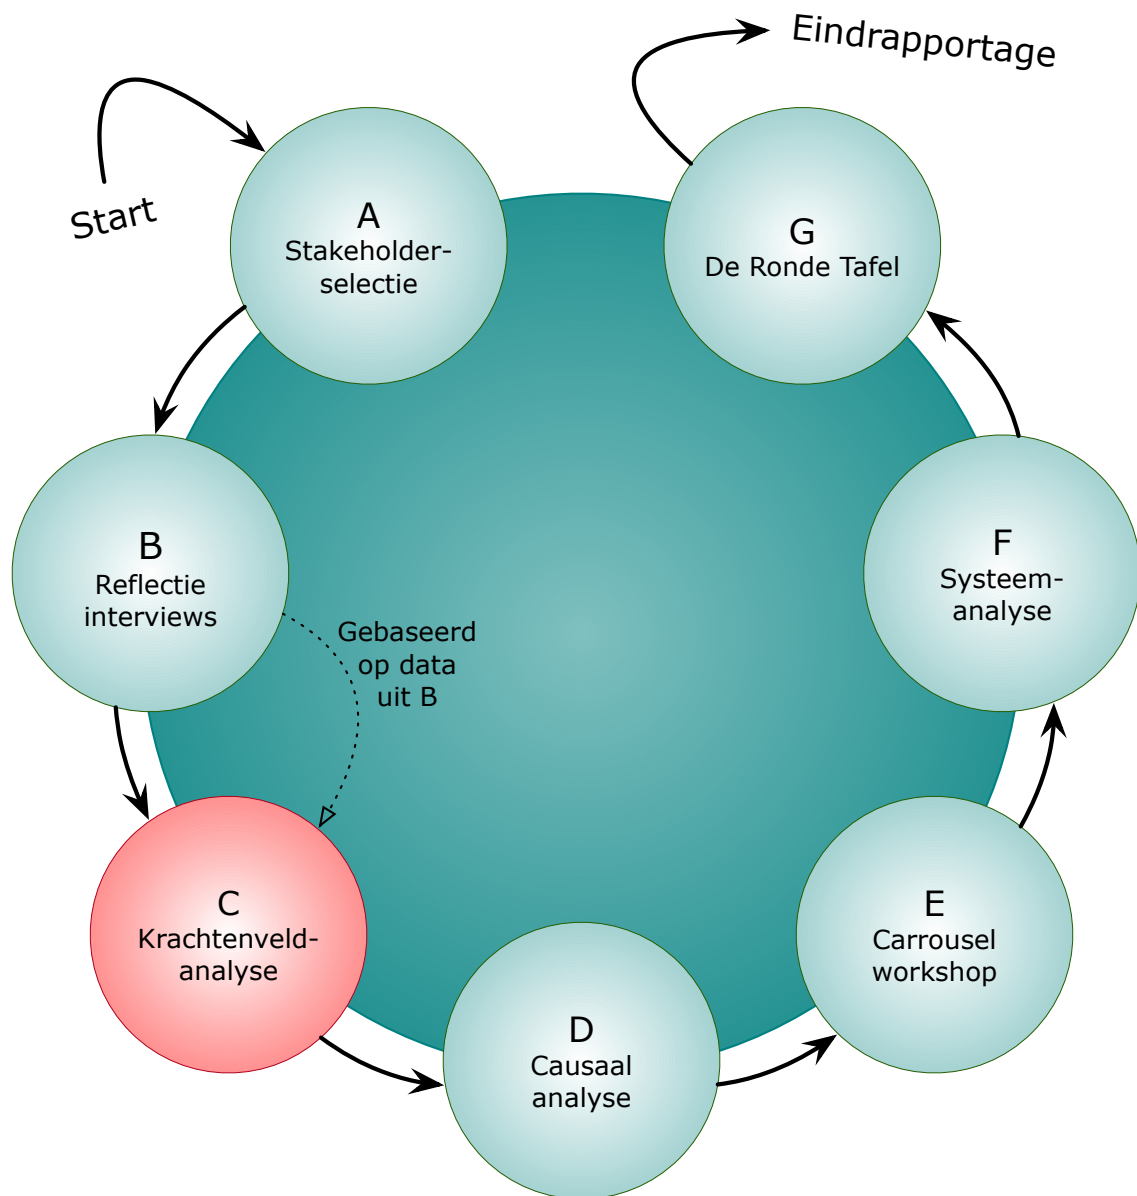 Start
A
Stakeholder-
selectie
B
Reflectie
interviews
Gebaseerd
op data
uit B
C
Krachtenveld-
analyse
D
Causaal
analyse
E
Carrousel
workshop
F
Systeem-
analyse
G
De Ronde Tafel
Eindrapportage